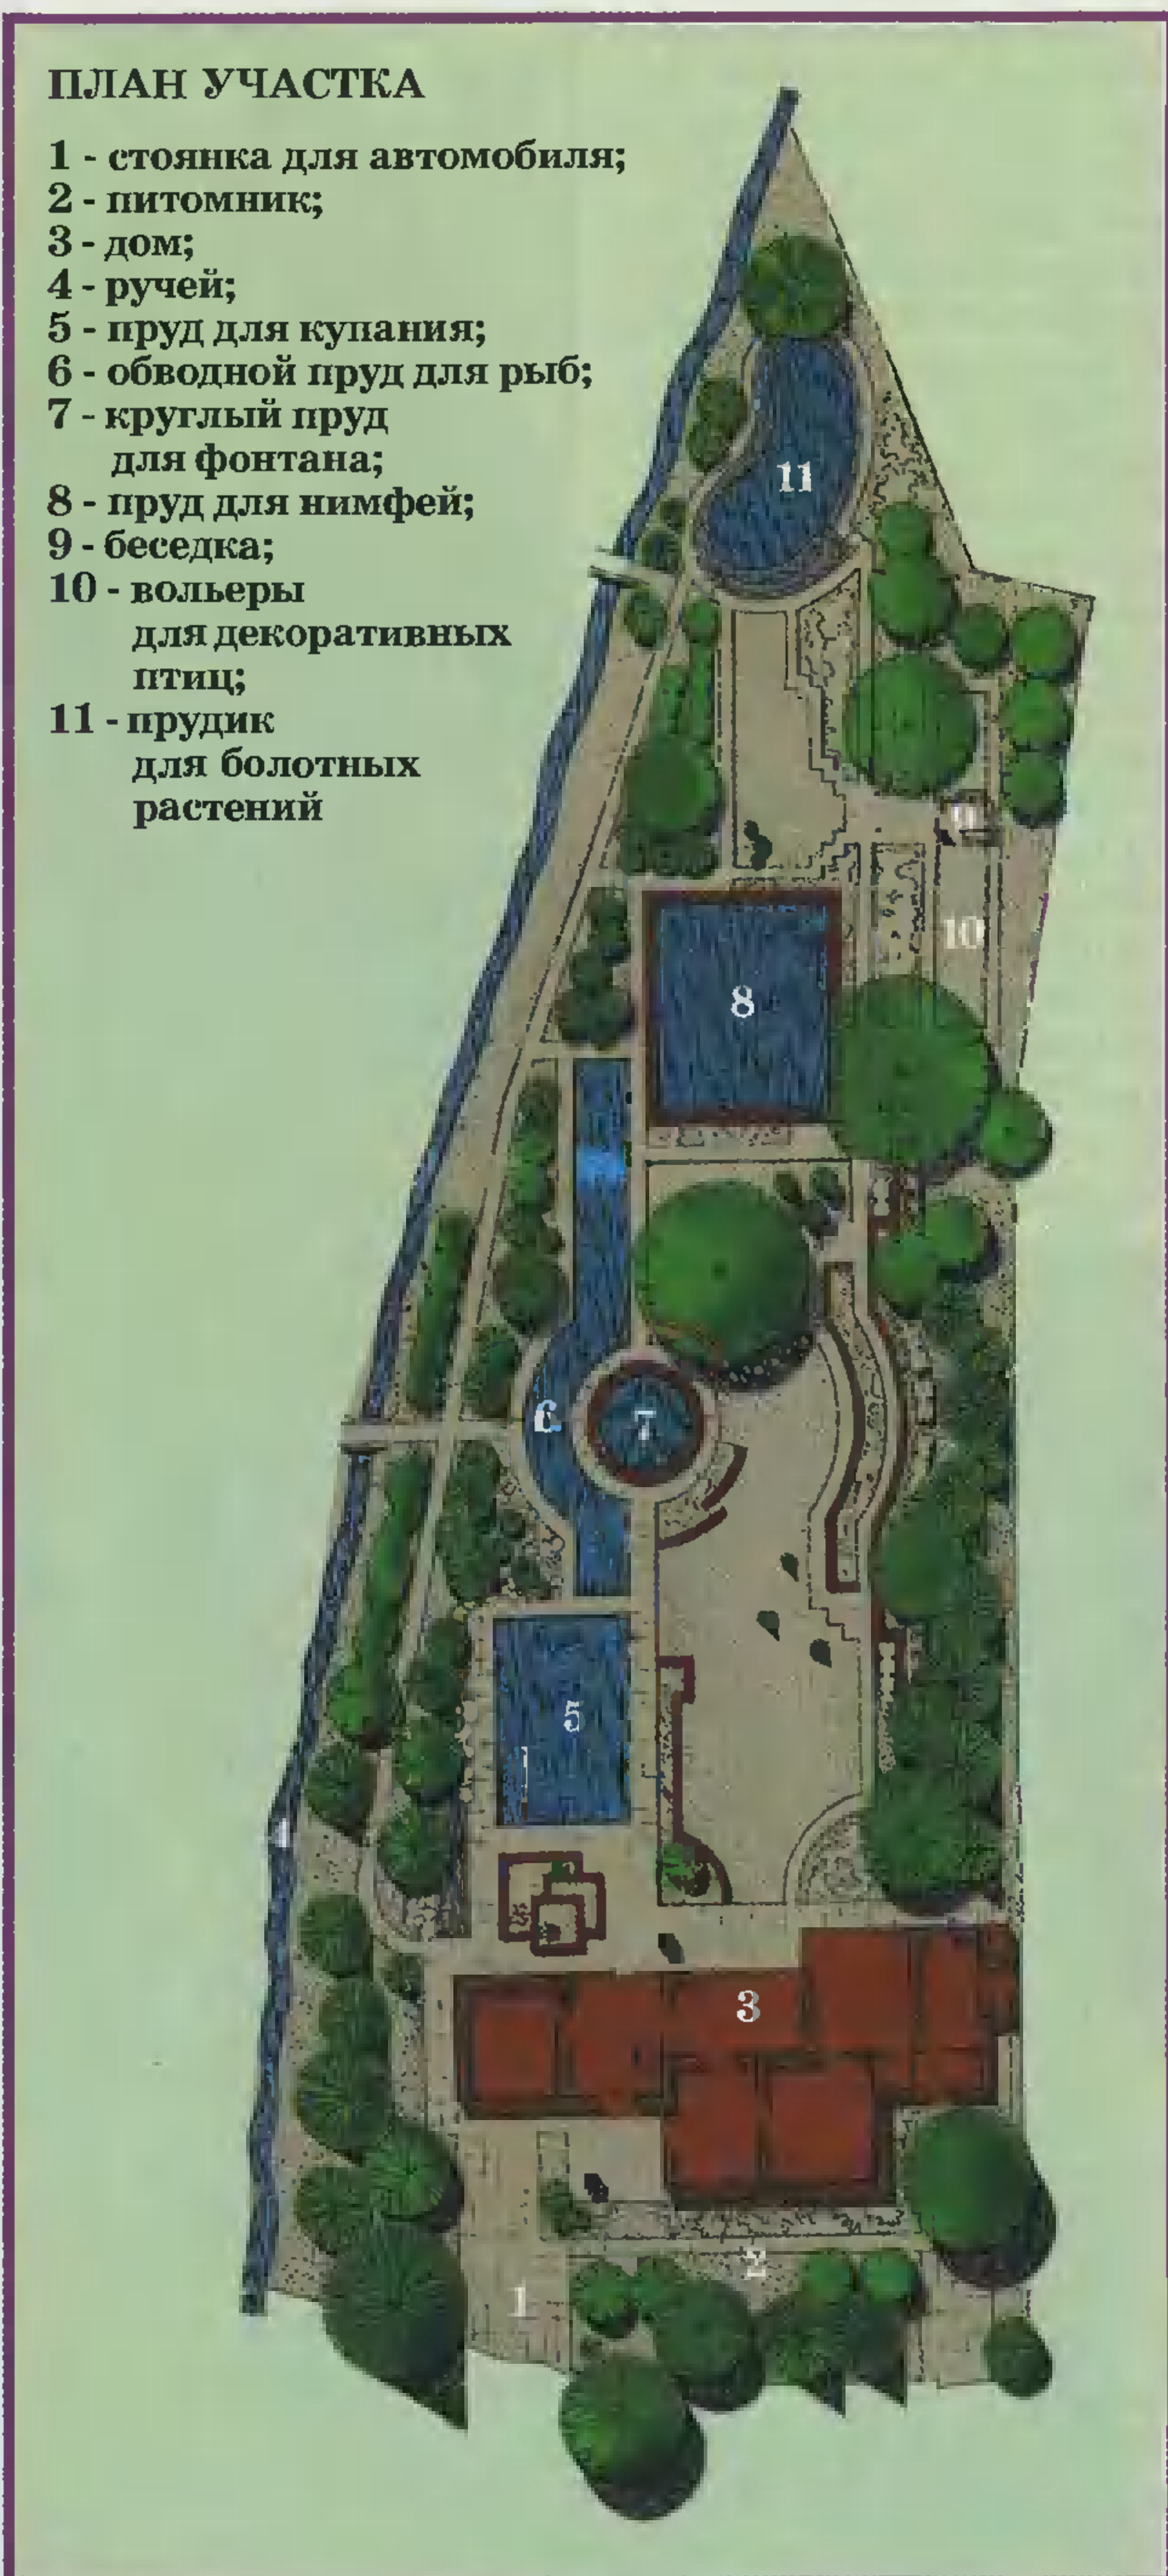 ПЛАН УЧАСТКА
1 - стоянка для автомобиля;
2 - питомник;
3 - дом;
4 - ручей;
5 - пруд для купания;
6 - обводной пруд для рыб;
7 - круглый пруд
для фонтана;
8 - пруд для нимфей;
9 - беседка;
10 - вольеры
для декоративных
птиц;
11 - прудик
для болотных
растений
11
9
10
8
6
7
5
4
3
2
1